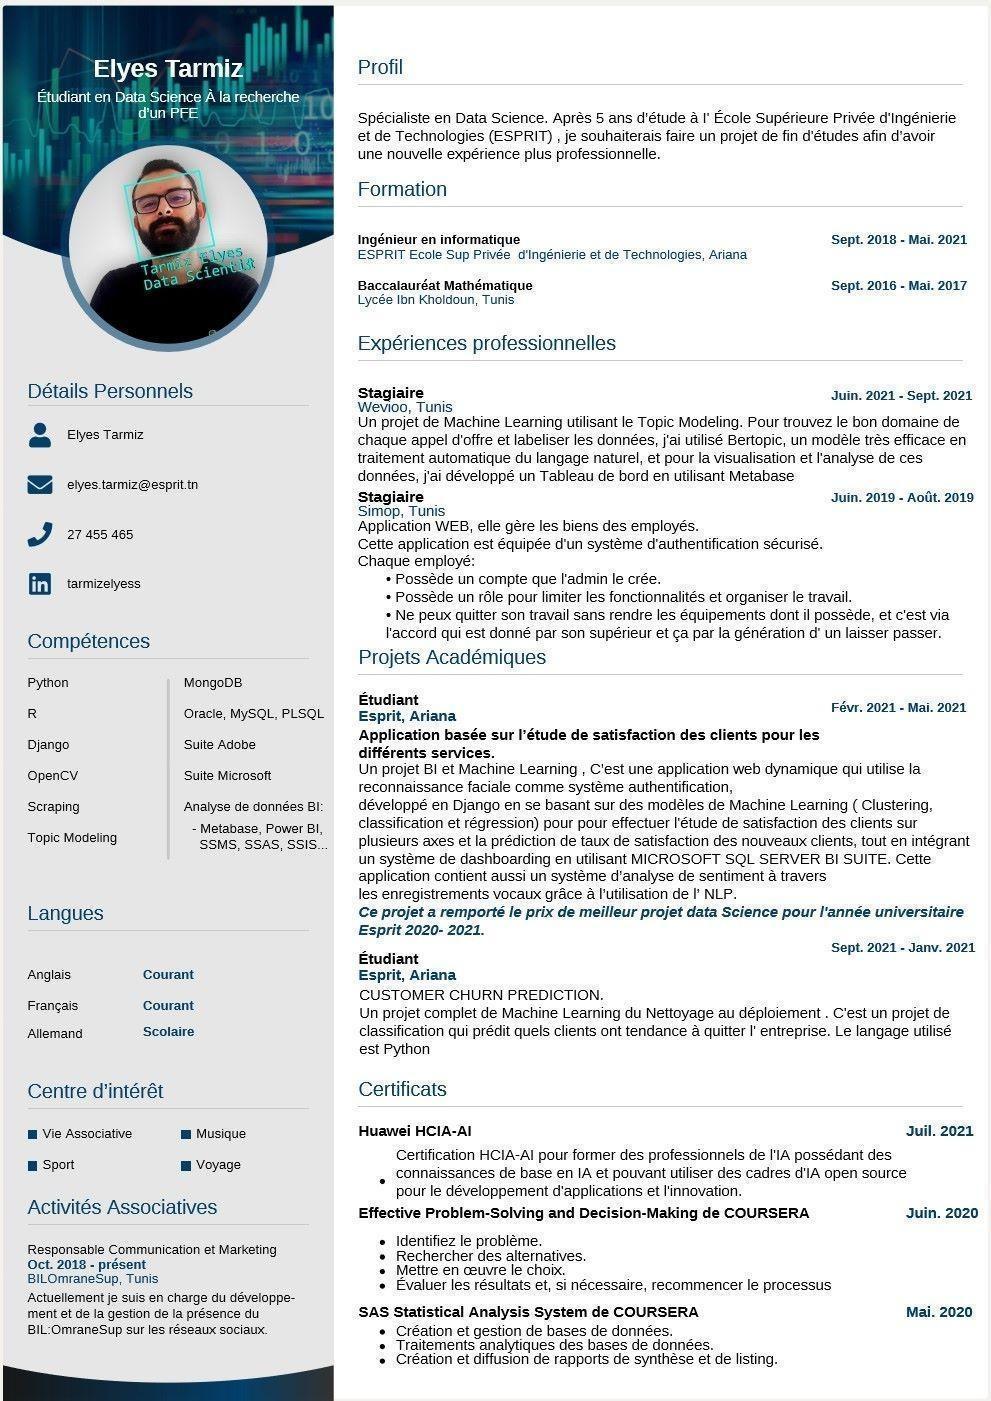 Elyes Tarmiz
Étudiant en Data Science À la recherche
d'un PFE
Tarmiz Elyes
Data Scientist
Détails Personnels
Elyes Tarmiz
elyes.tarmiz@esprit.tn
27 455 465
tarmizelyess
Compétences
Python
R
Django
OpenCV
Scraping
Topic Modeling
MongoDB
Oracle, MySQL, PLSQL
Suite Adobe
Suite Microsoft
Analyse de données BI:
- Metabase, Power BI,
SSMS, SSAS, SSIS...
Langues
Anglais Courant
Français Courant
Allemand Scolaire
Centre d'intérêt
Vie Associative Musique
Sport Voyage
Activités Associatives
Responsable Communication et Marketing
Oct. 2018 - présent
BILOmraneSup, Tunis
Actuellement je suis en charge du développe-
ment et de la gestion de la présence du
BIL:OmraneSup sur les réseaux sociaux.
Profil
Spécialiste en Data Science. Après 5 ans d'étude à l' École Supérieure Privée d'Ingénierie
et de Technologies (ESPRIT) , je souhaiterais faire un projet de fin d'études afin d'avoir
une nouvelle expérience plus professionnelle.
Formation
Ingénieur en informatique Sept. 2018 - Mai. 2021
ESPRIT Ecole Sup Privée d'Ingénierie et de Technologies, Ariana
Baccalauréat Mathématique Sept. 2016 - Mai. 2017
Lycée Ibn Kholdoun, Tunis
Expériences professionnelles
Stagiaire Juin. 2021 - Sept. 2021
Wevioo, Tunis
Un projet de Machine Learning utilisant le Topic Modeling. Pour trouvez le bon domaine de
chaque appel d'offre et labeliser les données, j'ai utilisé Bertopic, un modèle très efficace en
traitement automatique du langage naturel, et pour la visualisation et l'analyse de ces
données, j'ai développé un Tableau de bord en utilisant Metabase
Stagiaire Juin. 2019 - Août. 2019
Simop, Tunis
Application WEB, elle gère les biens des employés.
Cette application est équipée d'un système d'authentification sécurisé.
Chaque employé:
• Possède un compte que l'admin le crée.
• Possède un rôle pour limiter les fonctionnalités et organiser le travail.
• Ne peux quitter son travail sans rendre les équipements dont il possède, et c'est via
l'accord qui est donné par son supérieur et ça par la génération d' un laisser passer.
Projets Académiques
Étudiant Févr. 2021 - Mai. 2021
Esprit, Ariana
Application basée sur l'étude de satisfaction des clients pour les
différents services.
Un projet BI et Machine Learning , C'est une application web dynamique qui utilise la
reconnaissance faciale comme système authentification,
développé en Django en se basant sur des modèles de Machine Learning ( Clustering,
classification et régression) pour pour effectuer l'étude de satisfaction des clients sur
plusieurs axes et la prédiction de taux de satisfaction des nouveaux clients, tout en intégrant
un système de dashboarding en utilisant MICROSOFT SQL SERVER BI SUITE. Cette
application contient aussi un système d'analyse de sentiment à travers
les enregistrements vocaux grâce à l'utilisation de l' NLP.
Ce projet a remporté le prix de meilleur projet data Science pour l'année universitaire
Esprit 2020- 2021.
Sept. 2021 - Janv. 2021
Étudiant
Esprit, Ariana
CUSTOMER CHURN PREDICTION.
Un projet complet de Machine Learning du Nettoyage au déploiement . C'est un projet de
classification qui prédit quels clients ont tendance à quitter l' entreprise. Le langage utilisé
est Python
Certificats
Huawei HCIA-AI Juil. 2021
Certification HCIA-AI pour former des professionnels de l'IA possédant des
connaissances de base en IA et pouvant utiliser des cadres d'IA open source
• pour le développement d'applications et l'innovation.
Effective Problem-Solving and Decision-Making de COURSERA Juin. 2020
• Identifiez le problème.
• Rechercher des alternatives.
• Mettre en œuvre le choix.
• Évaluer les résultats et, si nécessaire, recommencer le processus
SAS Statistical Analysis System de COURSERA Mai. 2020
• Création et gestion de bases de données.
• Traitements analytiques des bases de données.
• Création et diffusion de rapports de synthèse et de listing.